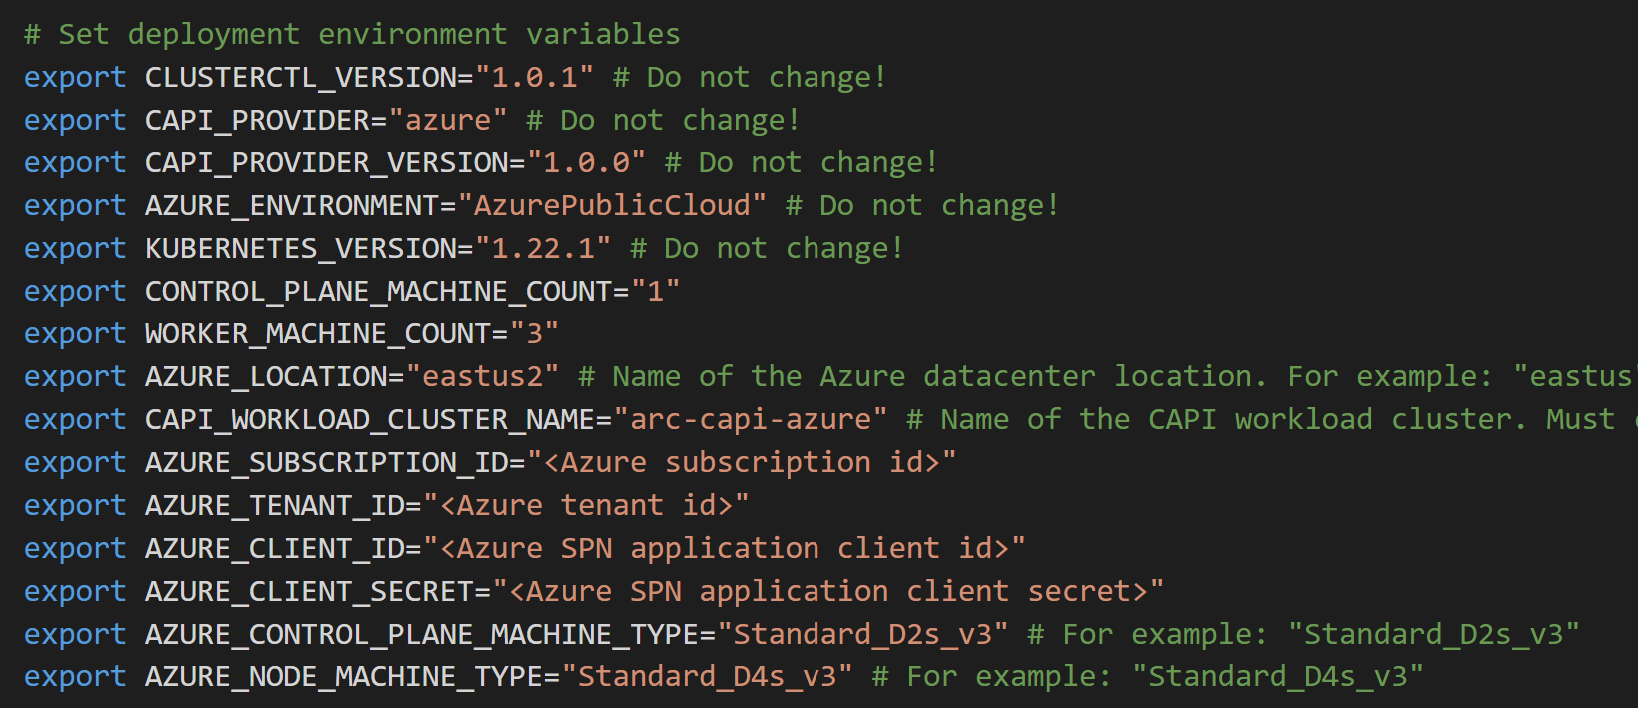 # Set deployment environment variables
export CLUSTERCTL_VERSION="1.0.1" # Do not change!
export CAPI_PROVIDER="azure" # Do not change!
export CAPI_PROVIDER_VERSION="1.0.0" # Do not change!
export AZURE_ENVIRONMENT="AzurePublicCloud" # Do not change!
export KUBERNETES_VERSION="1.22.1" # Do not change!
export CONTROL_PLANE_MACHINE_COUNT="1"
export WORKER_MACHINE_COUNT="3"
export AZURE_LOCATION="eastus2" # Name of the Azure datacenter location. For example: "eastus"
export CAPI_WORKLOAD_CLUSTER_NAME="arc-capi-azure" # Name of the CAPI workload cluster. Must
export AZURE_SUBSCRIPTION_ID="<Azure subscription id>"
export AZURE_TENANT_ID="<Azure tenant id>"
export AZURE_CLIENT_ID="<Azure SPN application client id>"
export AZURE_CLIENT_SECRET="<Azure SPN application client secret>"
export AZURE_CONTROL_PLANE_MACHINE_TYPE="Standard_D2s_v3" # For example: "Standard_D2s_v3"
export AZURE_NODE_MACHINE_TYPE="Standard_D4s_v3" # For example: "Standard_D4s_v3"